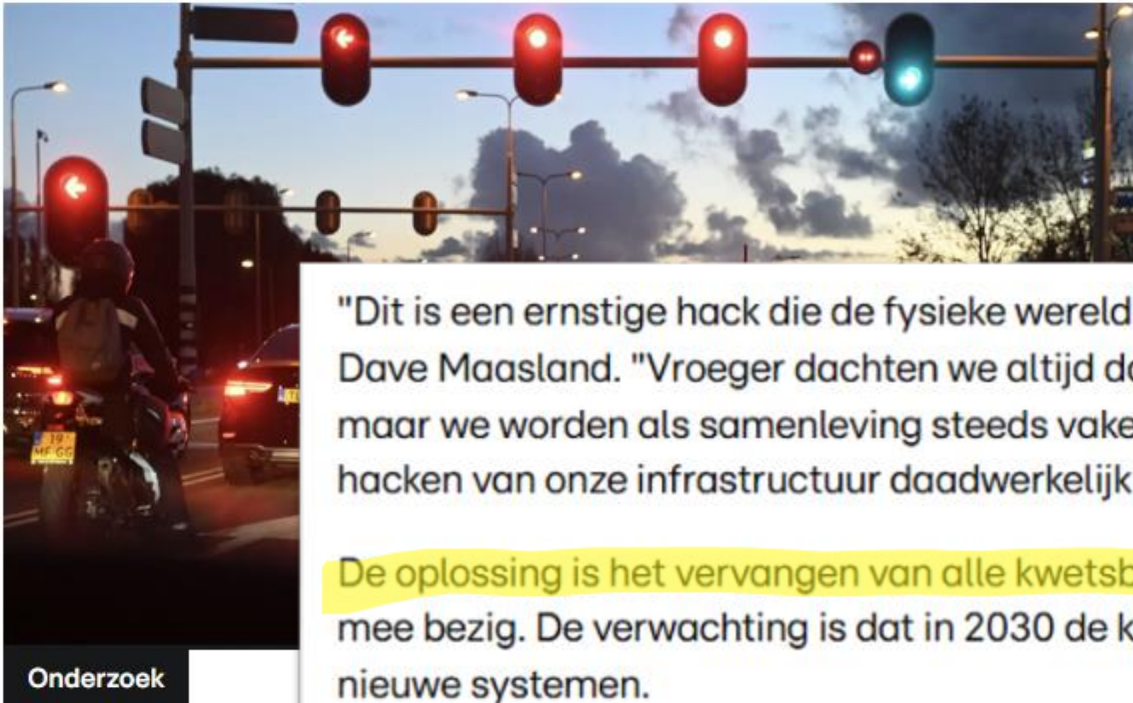 "Dit is een ernstige hack die de fysieke wereld
Dave Maasland. "Vroeger dachten we altijd
maar we worden als samenleving steeds
hacken van onze infrastructuur daadwerkelijk
De oplossing is het vervangen van alle
mee bezig. De verwachting is dat in 2030 de
nieuwe systemen.
Onderzoek